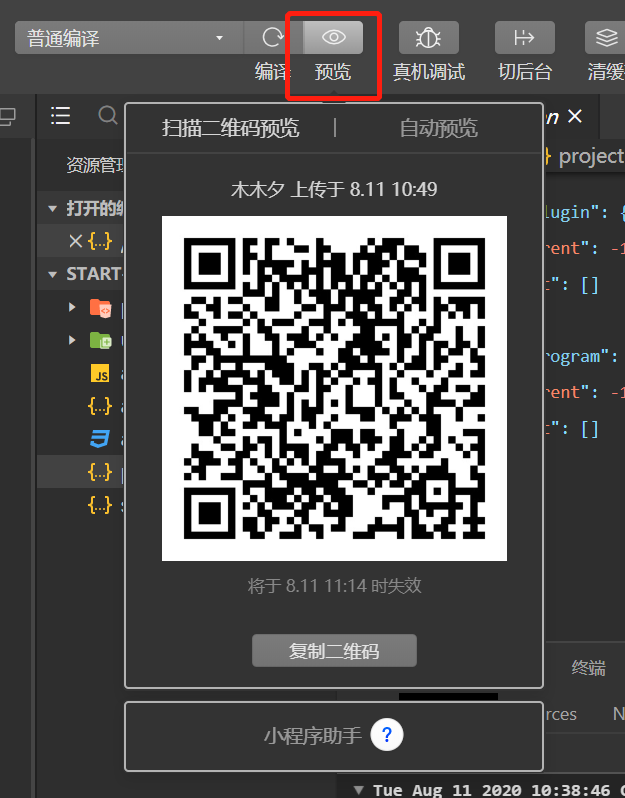 普通编译
编译 预览 真机调试 切后台 清缓
扫描二维码预览 | 自动预览
资源管理
木木夕 上传于 8.11 10:49
打开的编
START-
JS
project
lugin": {
rent": -1
": []
rogram":
rent": -1
": []
将于 8.11 11:14 时失效
复制二维码
终端
小程序助手 ?
rces N
Tue Aug 11 2020 10:38:46